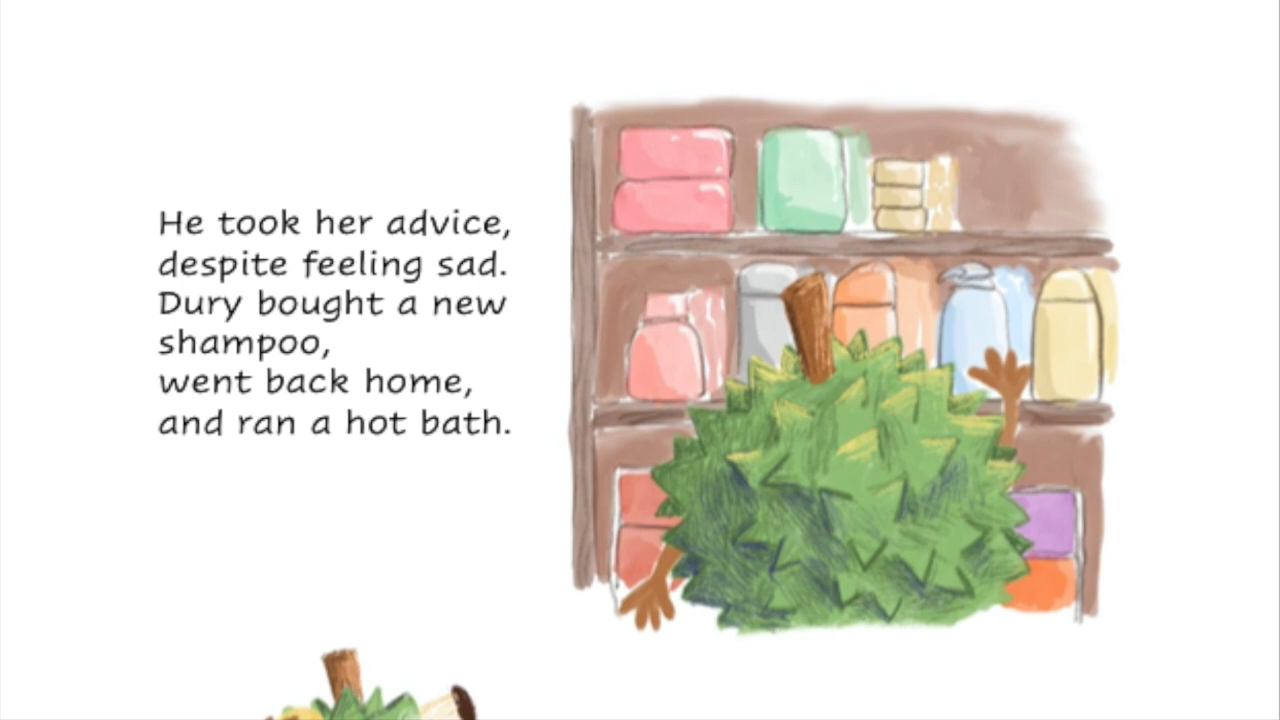 He took her advice,
despite feeling sad.
Dury bought a new
shampoo,
went back home,
and ran a hot bath.